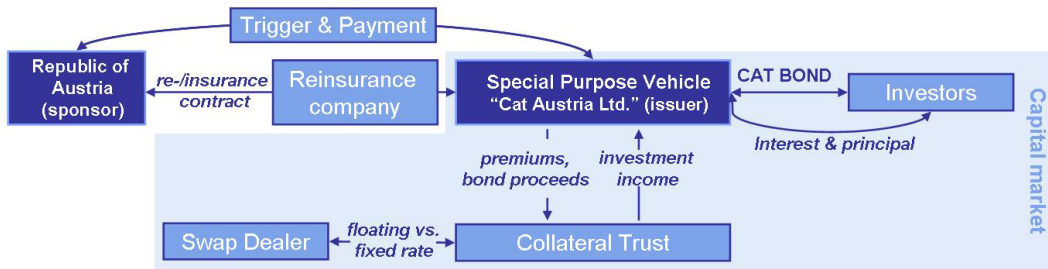 Trigger & Payment
Republic of
Austria
(sponsor)
re-/insurance
contract
Reinsurance
company
Special Purpose Vehicle
“Cat Austria Ltd.” (issuer)
CAT BOND
Investors
Interest & principal
Capital market
premiums,
bond proceeds
investment
income
Swap Dealer
floating vs.
fixed rate
Collateral Trust